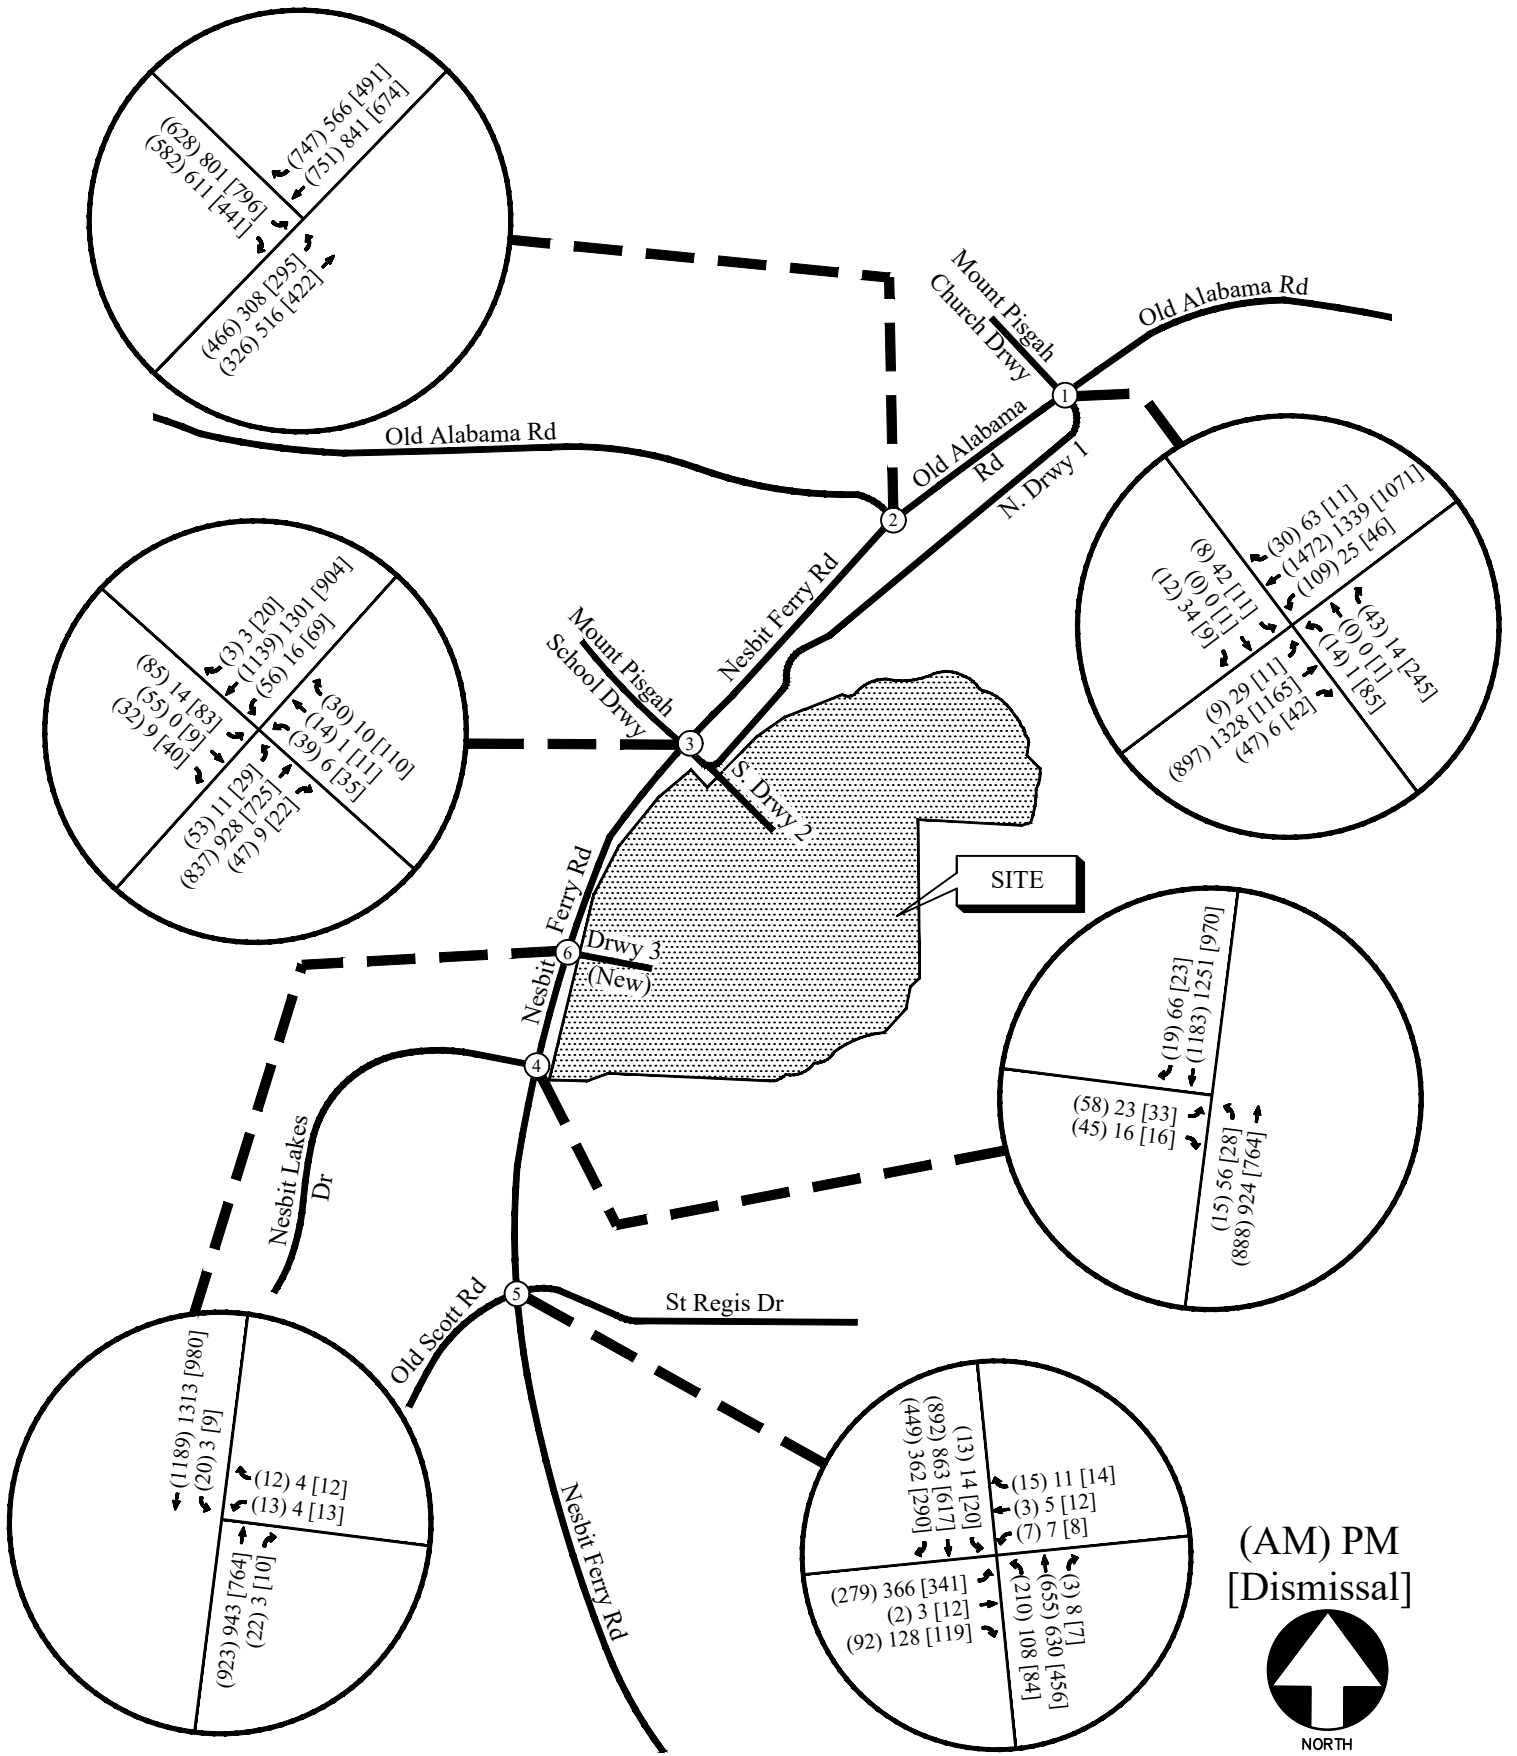 (747) 566 [491]
(751) 841 [674]
(628) 801 [796]
(582) 611 [441]
(466) 308 [295]
(326) 516 [422]
Mount Pisgah
Church Drwy
Old Alabama Rd
1
Old Alabama Rd
Old Alabama
Rd
N. Drwy 1
2
(30) 63 [11]
(1472) 1339 [1071]
(109) 25 [46]
(8) 42 [11]
(0) 0 [1]
(12) 34 [9]
(43) 14 [245]
(0) 0 [1]
(14) 1 [85]
(9) 29 [11]
(897) 1328 [1165]
(47) 6 [42]
Nesbit Ferry Rd
Mount Pisgah
School Drwy
3
S. Drwy 2
(3) 3 [20]
(1139) 1301 [904]
(56) 16 [69]
(85) 14 [83]
(55) 0 [9]
(32) 9 [40]
(30) 10 [110]
(14) 1 [11]
(39) 6 [35]
(53) 11 [29]
(837) 928 [725]
(47) 9 [22]
SITE
Nesbit Ferry Rd
6
Drwy 3
(New)
4
(19) 66 [23]
(1183) 1251 [970]
(58) 23 [33]
(45) 16 [16]
(15) 56 [28]
(888) 924 [764]
Nesbit Lakes
Dr
5
Old Scott Rd
St Regis Dr
(1189) 1313 [980]
(20) 3 [9]
(12) 4 [12]
(13) 4 [13]
(923) 943 [764]
(22) 3 [10]
Nesbit Ferry Rd
(449) 362 [290]
(892) 863 [617]
(13) 14 [20]
(15) 11 [14]
(3) 5 [12]
(7) 7 [8]
(279) 366 [341]
(2) 3 [12]
(92) 128 [119]
(210) 108 [84]
(655) 630 [456]
(3) 8 [7]
(AM) PM
[Dismissal]
NORTH